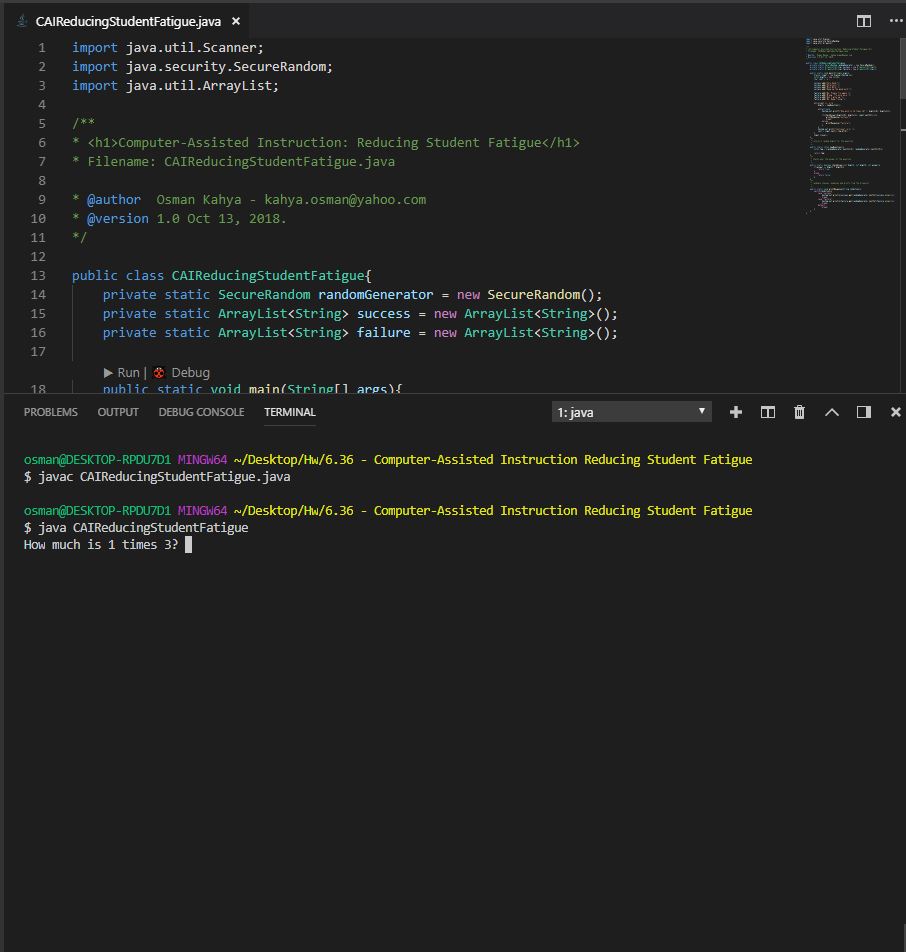 CAIReducingStudentFatigue.java ×
1 import java.util.Scanner;
2 import java.security.SecureRandom;
3 import java.util.ArrayList;
4
5 /**
6 * <h1>Computer-Assisted Instruction: Reducing Student Fatigue</h1>
7 * Filename: CAIReducingStudentFatigue.java
8
9 * @author  Osman Kahya - kahya.osman@yahoo.com
10 * @version 1.0 Oct 13, 2018.
11 */
12
13 public class CAIReducingStudentFatigue{
14 private static SecureRandom randomGenerator = new SecureRandom();
15 private static ArrayList<String> success = new ArrayList<String>();
16 private static ArrayList<String> failure = new ArrayList<String>();
17
Run | Debug
18 public static void main(String[] args){
PROBLEMS OUTPUT DEBUG CONSOLE TERMINAL 1: java
osman@DESKTOP-RPDU7D1 MINGW64 ~/Desktop/Hw/6.36 - Computer-Assisted Instruction Reducing Student Fatigue
$ javac CAIReducingStudentFatigue.java
osman@DESKTOP-RPDU7D1 MINGW64 ~/Desktop/Hw/6.36 - Computer-Assisted Instruction Reducing Student Fatigue
$ java CAIReducingStudentFatigue
How much is 1 times 3?